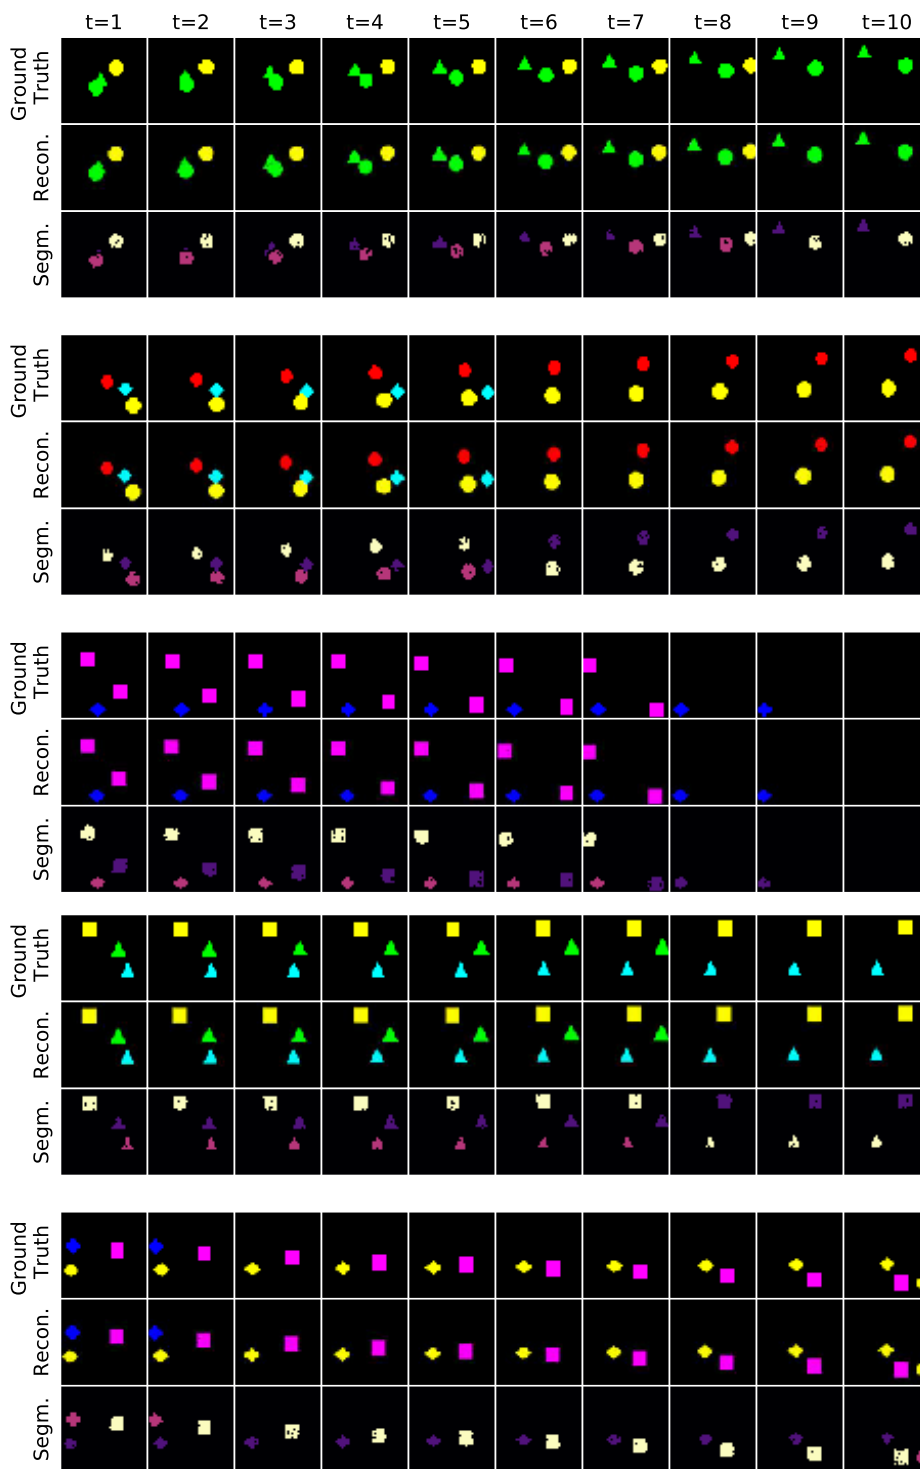 t=1 t=2 t=3 t=4 t=5 t=6 t=7 t=8 t=9 t=10
Ground
Truth
Recon.
Segm.
Ground
Truth
Recon.
Segm.
Ground
Truth
Recon.
Segm.
Ground
Truth
Recon.
Segm.
Ground
Truth
Recon.
Segm.